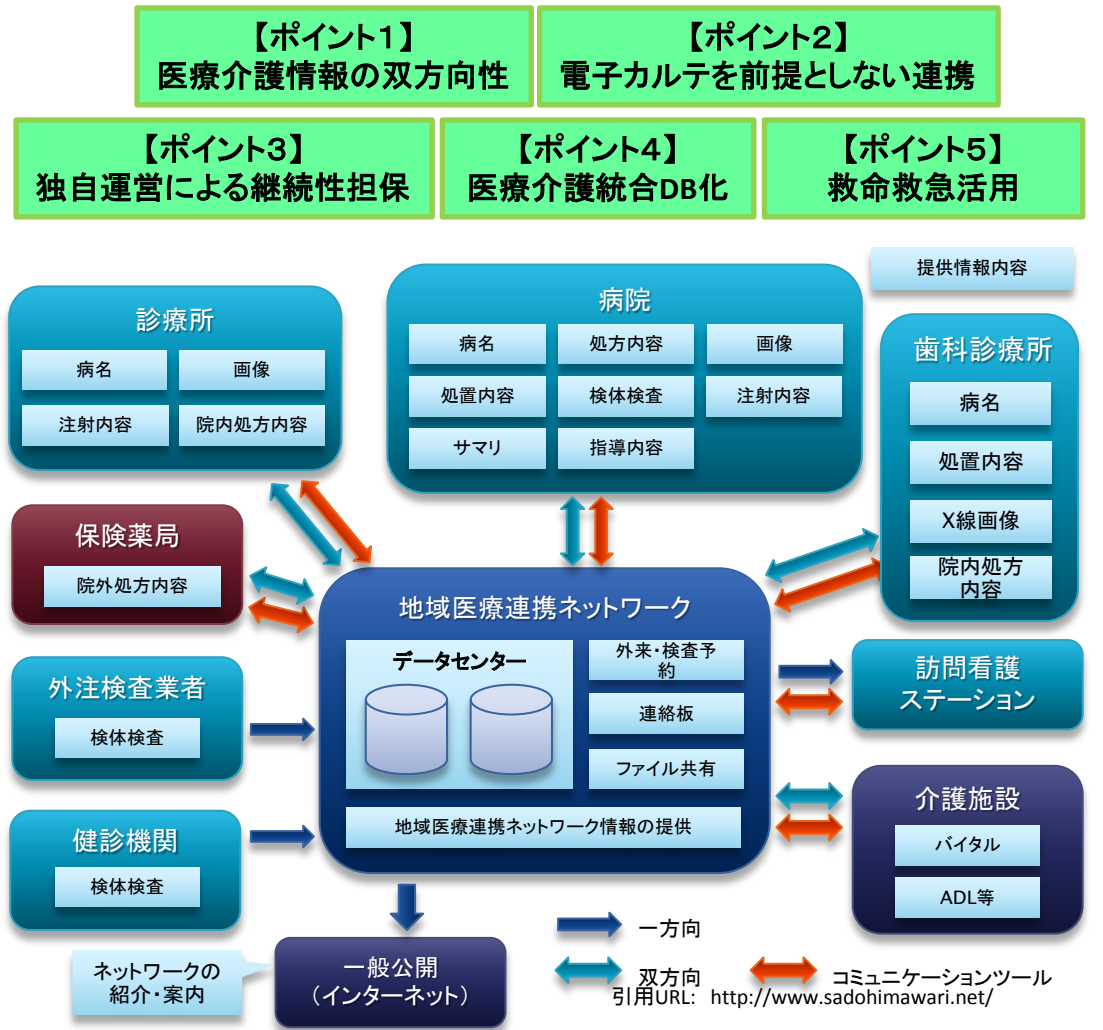 【ポイント1】
医療介護情報の双方向性
【ポイント2】
電子カルテを前提としない連携
【ポイント3】
独自運営による継続性担保
【ポイント4】
医療介護統合DB化
【ポイント5】
救命救急活用
提供情報内容
診療所
病名
画像
注射内容
院内処方内容
病院
病名
処方内容
画像
処置内容
検体検査
注射内容
サマリ
指導内容
歯科診療所
病名
処置内容
X線画像
院内処方
内容
保険薬局
院外処方内容
地域医療連携ネットワーク
データセンター
外来・検査予
約
連絡板
ファイル共有
地域医療連携ネットワーク情報の提供
外注検査業者
検体検査
健診機関
検体検査
訪問看護
ステーション
介護施設
バイタル
ADL等
ネットワークの
紹介・案内
一般公開
（インターネット）
一方向
双方向
コミュニケーションツール
引用URL: http://www.sadohimawari.net/